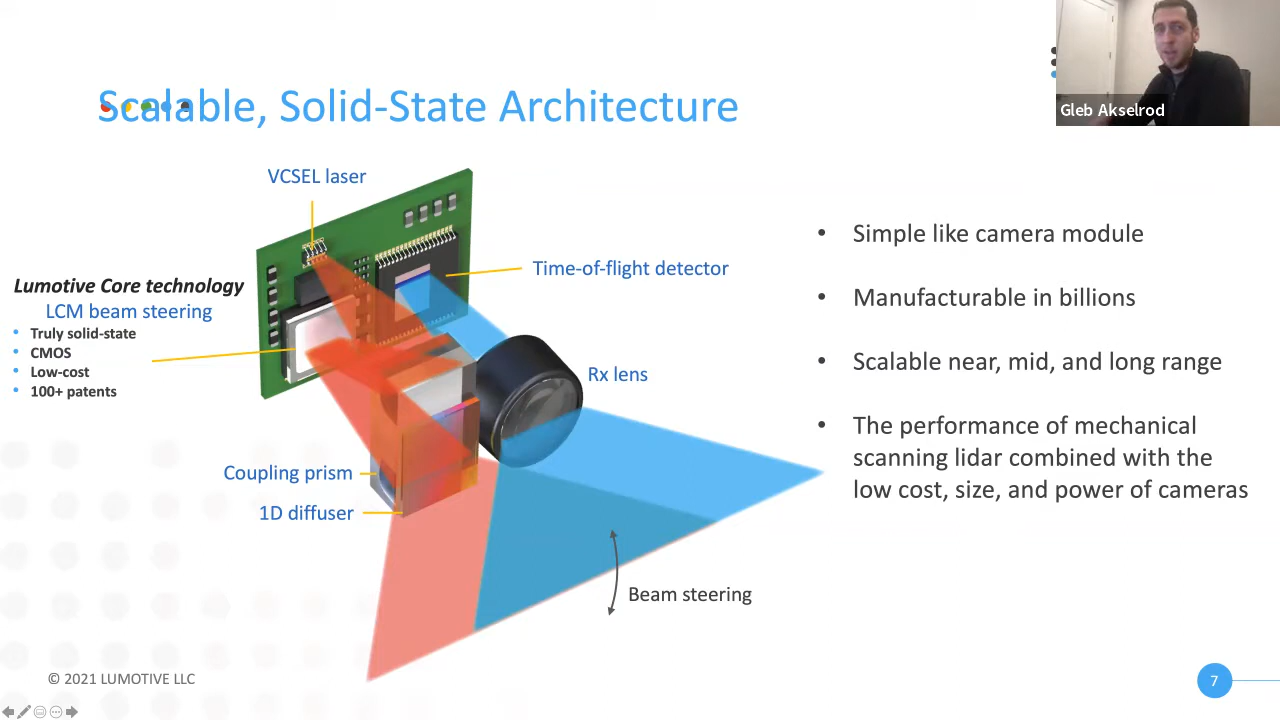 Gleb Akselrod
Scalable, Solid-State Architecture
VCSEL laser
Time-of-flight detector
Lumotive Core technology
LCM beam steering
• Truly solid-state
• CMOS
• Low-cost
• 100+ patents
Rx lens
Coupling prism
1D diffuser
Beam steering
• Simple like camera module
• Manufacturable in billions
• Scalable near, mid, and long range
• The performance of mechanical
scanning lidar combined with the
low cost, size, and power of cameras
© 2021 LUMOTIVE LLC
7